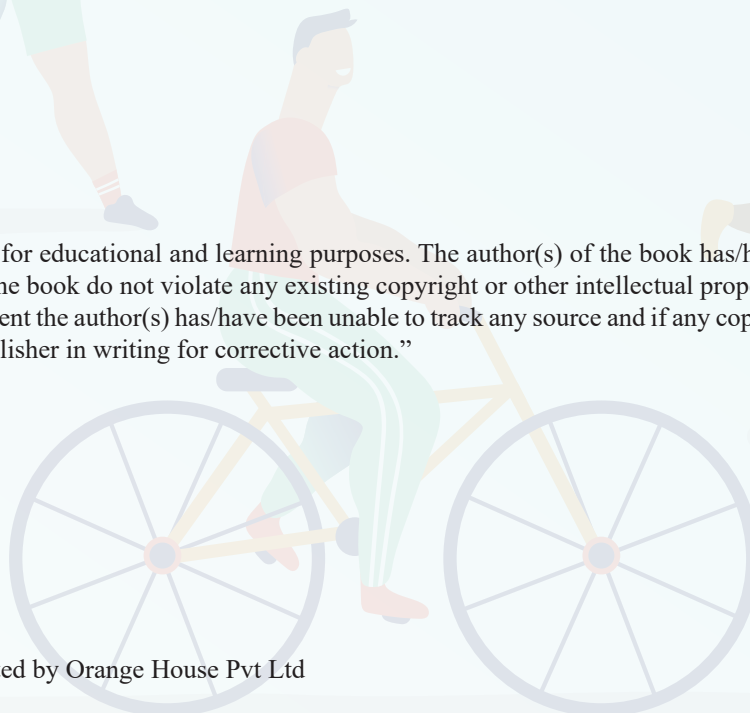 for educational and learning purposes. The author(s) of the book has/h
he book do not violate any existing copyright or other intellectual prop
ent the author(s) has/have been unable to track any source and if any cop
lisher in writing for corrective action.”
ed by Orange House Pvt Ltd